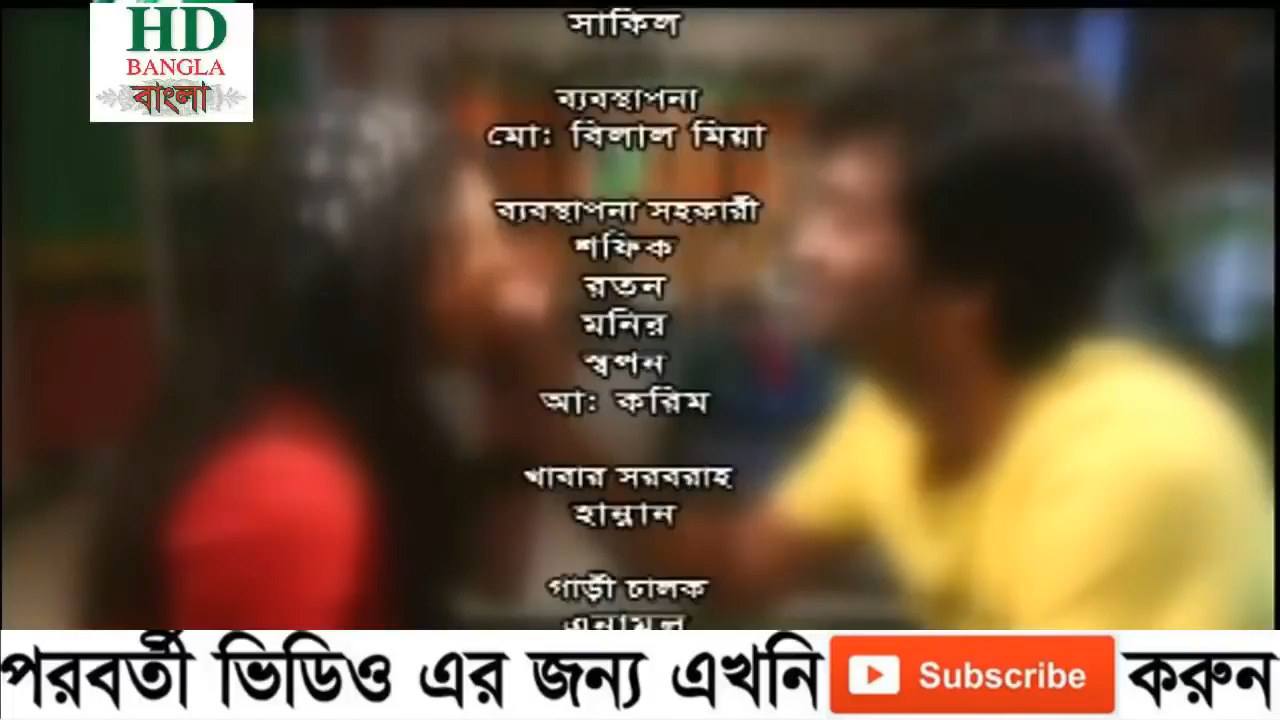 HD
BANGLA
বাংলা
সাকিল
ব্যবস্থাপনা
মো: বিলাল মিয়া
ব্যবস্থাপনা সহকারী
শফিক
রতন
মনির
স্বপন
আ: করিম
খাবার সরবরাহ
হান্নান
গাড়ী চালক
এনামুল
পরবর্তী ভিডিও এর জন্য এখনি Subscribe করুন